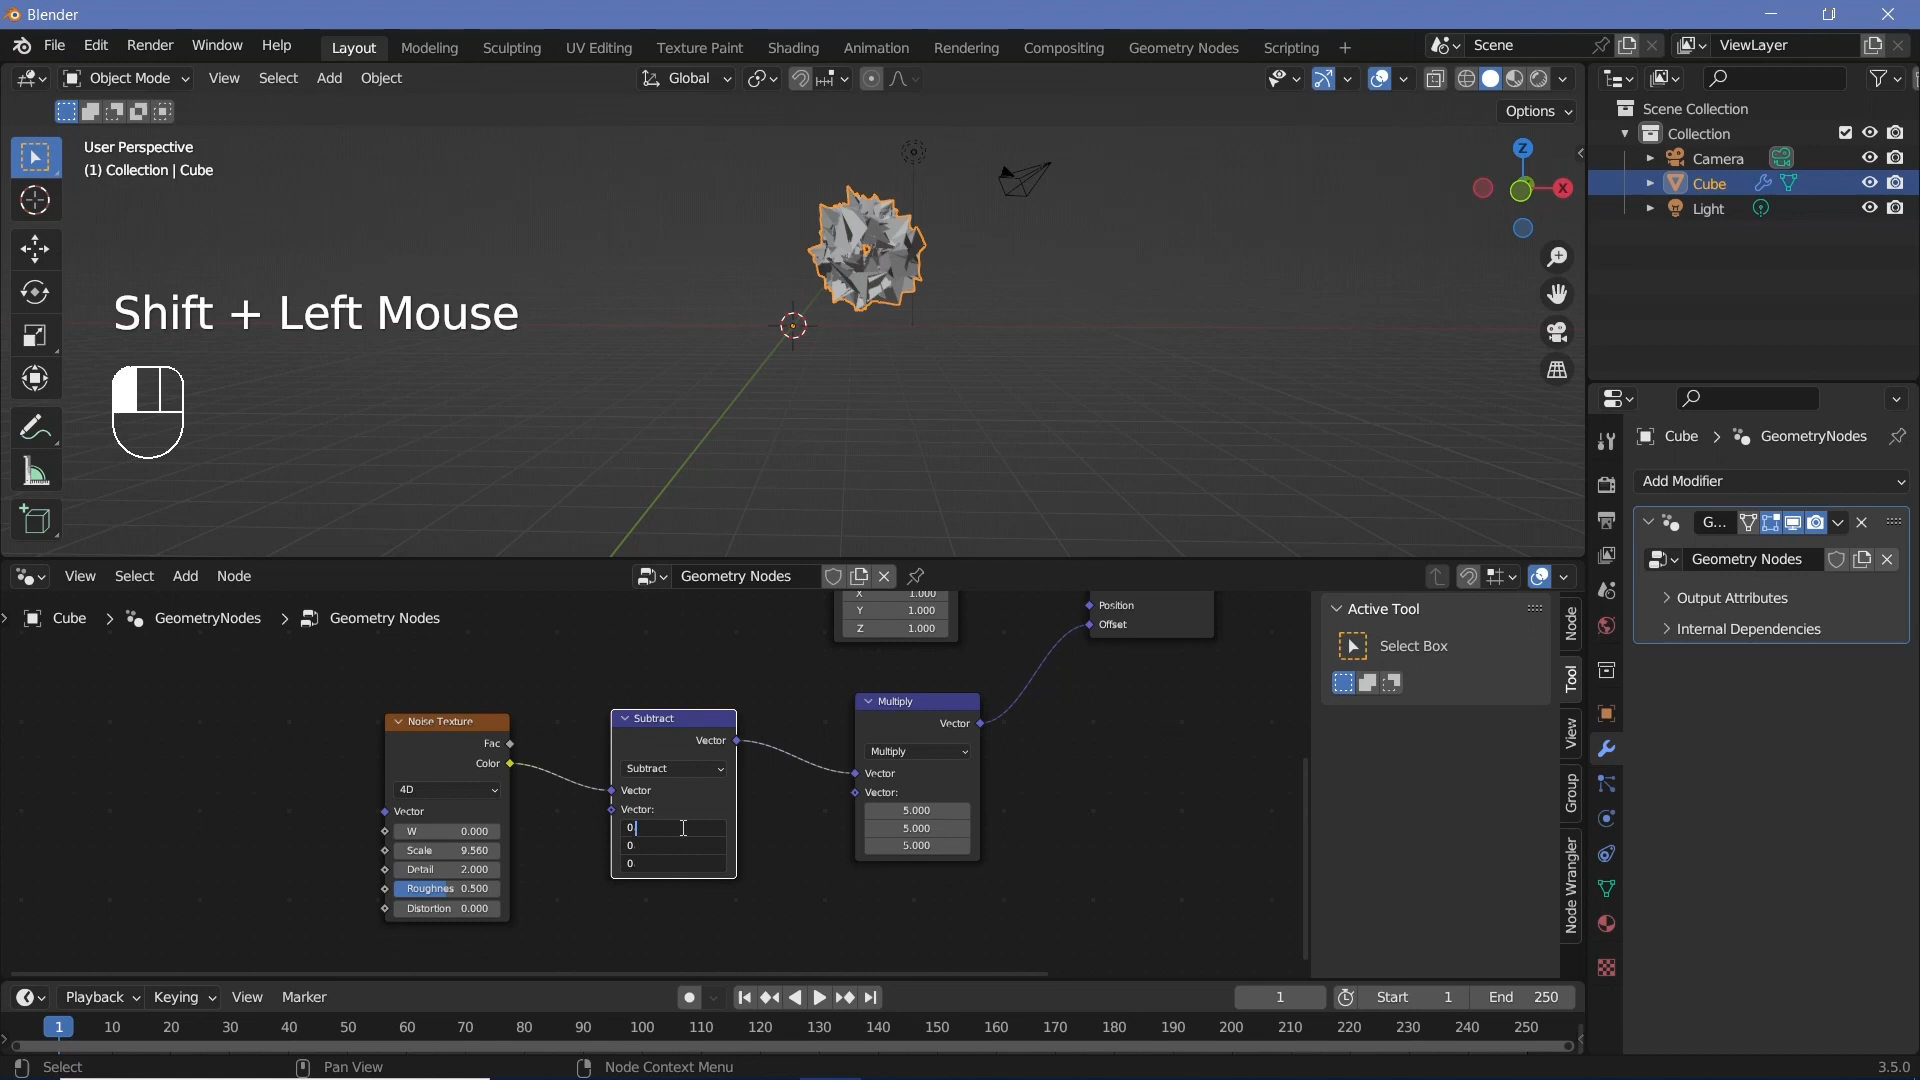 Blender
File Edit Render Window Help Layout Modeling Sculpting UV Editing Texture Paint Shading Animation Rendering Compositing Geometry Nodes Scripting + Scene ViewLayer
Object Mode View Select Add Object Global
Options
User Perspective
(1) Collection | Cube
Z
X
Shift + Left Mouse
Scene Collection
Collection
Camera
Cube
Light
Cube > GeometryNodes
Add Modifier
G...
Geometry Nodes
Output Attributes
Internal Dependencies
View Select Add Node Geometry Nodes
Cube > GeometryNodes > Geometry Nodes
X 1.000
Y 1.000
Z 1.000
Position
Offset
Noise Texture
Fac
Color
4D
Vector
W 0.000
Scale 9.560
Detail 2.000
Roughnes 0.500
Distortion 0.000
Subtract
Vector
Subtract
Vector
Vector:
0.
0.
0.
Multiply
Vector
Multiply
Vector
Vector:
5.000
5.000
5.000
Active Tool
Select Box
Node
Tool
View
Group
Node Wrangler
Playback Keying View Marker 1 Start 1 End 250
1 10 20 30 40 50 60 70 80 90 100 110 120 130 140 150 160 170 180 190 200 210 220 230 240 250
Select Pan View Node Context Menu 3.5.0